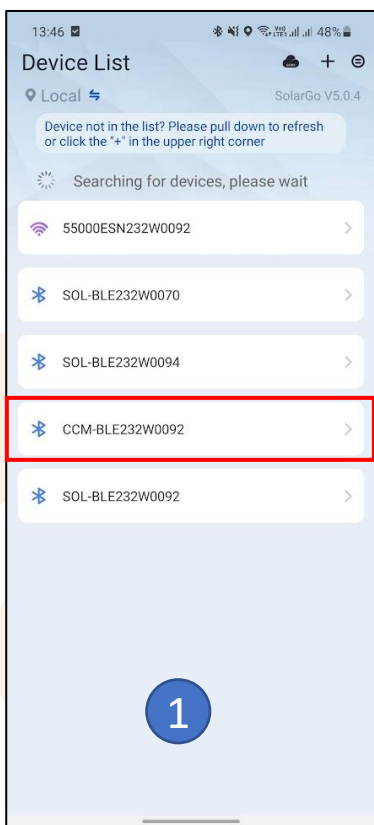 13:46 48%
Device List
Local SolarGo V5.0.4
Device not in the list? Please pull down to refresh
or click the "+" in the upper right corner
Searching for devices, please wait
55000ESN232W0092
SOL-BLE232W0070
SOL-BLE232W0094
CCM-BLE232W0092
SOL-BLE232W0092
1